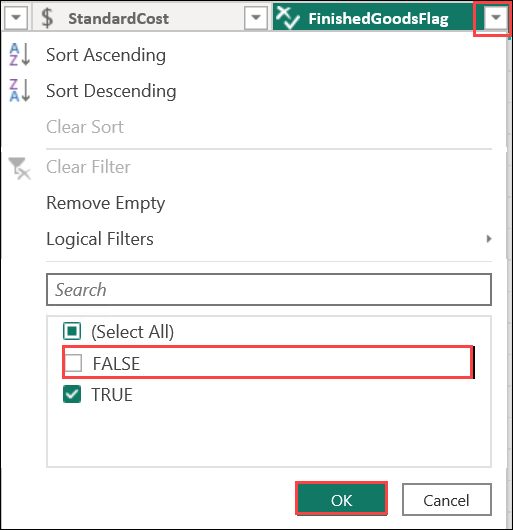 $ StandardCost FinishedGoodsFlag
A
Z Sort Ascending
Z
A Sort Descending
Clear Sort
Clear Filter
Remove Empty
Logical Filters
Search
(Select All)
FALSE
TRUE
OK Cancel